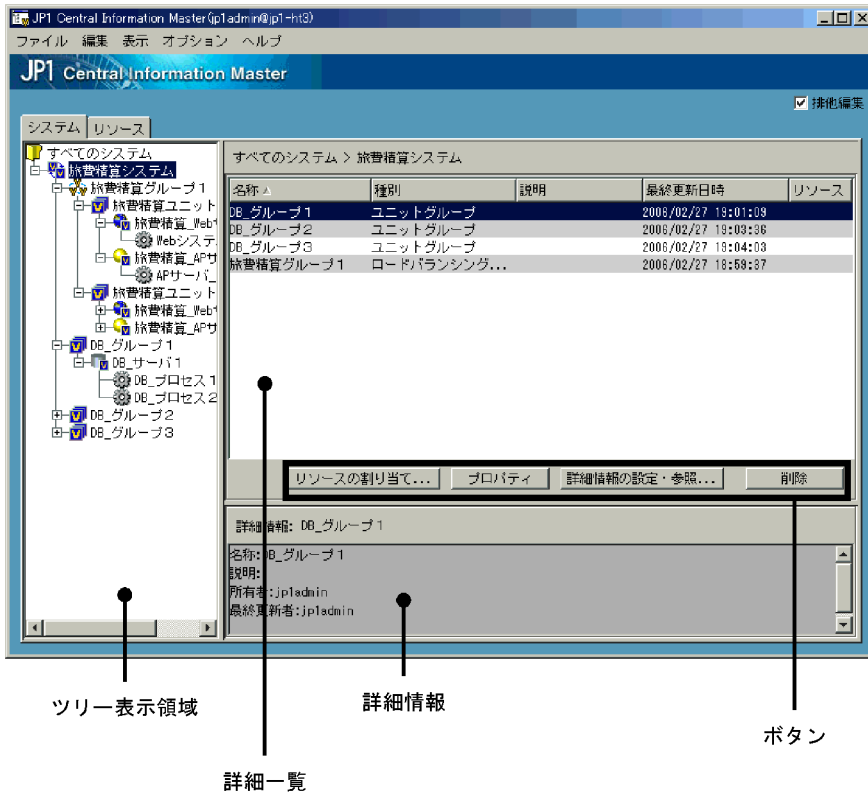 JP1 Central Information Master(jp1admin@jp1-ht3)
ファイル 編集 表示 オプション ヘルプ
JP1 Central Information Master
排他編集
システム リソース
すべてのシステム
旅費精算システム
旅費精算グループ1
旅費精算ユニット
旅費精算_Web
Webシステ
旅費精算_APサ
APサーバ_
旅費精算ユニット
旅費精算_Web
旅費精算_APサ
DB_グループ1
DB_サーバ1
DB_プロセス1
DB_プロセス2
DB_グループ2
DB_グループ3
すべてのシステム > 旅費精算システム
名称 種別 説明 最終更新日時 リソース
DB_グループ1 ユニットグループ 2006/02/27 19:01:09
DB_グループ2 ユニットグループ 2006/02/27 19:03:36
DB_グループ3 ユニットグループ 2006/02/27 19:04:03
旅費精算グループ1 ロードバランシング... 2006/02/27 18:59:37
リソースの割り当て... プロパティ 詳細情報の設定・参照... 削除
詳細情報: DB_グループ1
名称:DB_グループ1
説明:
所有者:jp1admin
最終更新者:jp1admin
ツリー表示領域
詳細情報
ボタン
詳細一覧